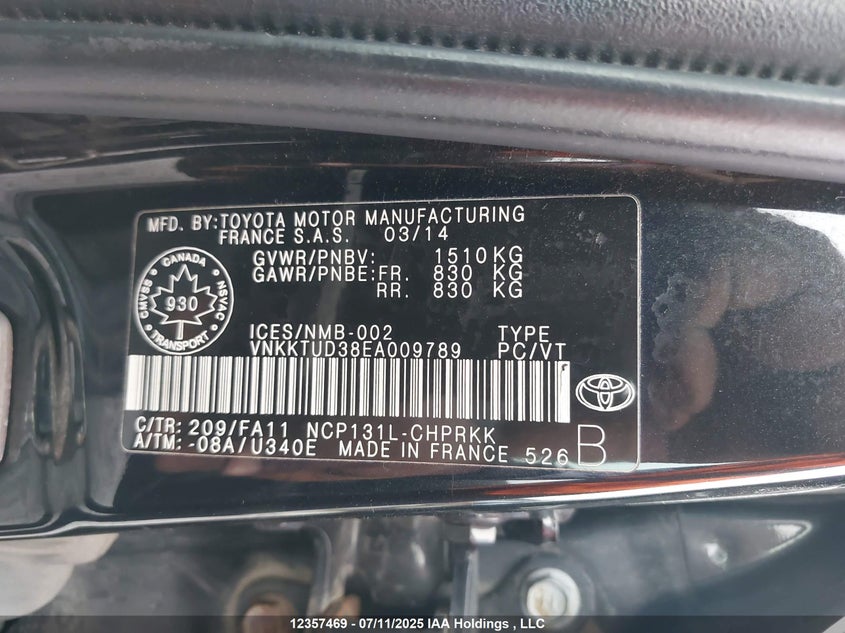 MFD. BY:TOYOTA MOTOR MANUFACTURING
FRANCE S.A.S. 03/14
GVWR/PNBV: 1510 KG
GAWR/PNBE: FR. 830 KG
RR. 830 KG
CANADA
CMVSS 930 NSVAC
TRANSPORT
ICES/NMB-002 TYPE
VNKKTUD38EA009789 PC/VT
C/TR: 209/FA11 NCP131L-CHPRKK
A/TM: -08A/U340E MADE IN FRANCE 526 B
12357469 - 07/11/2025 IAA Holdings , LLC